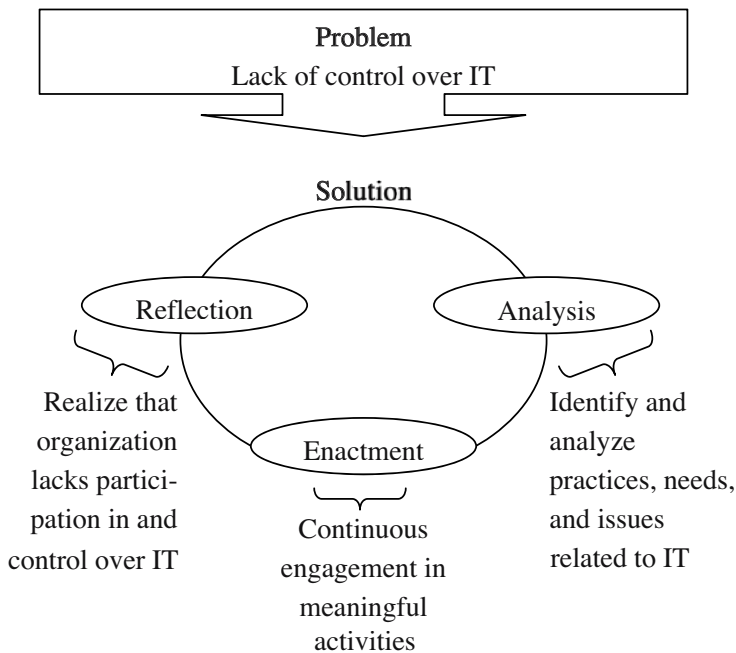 Problem
Lack of control over IT
Solution
Reflection
Analysis
Enactment
Realize that
organization
lacks partici-
pation in and
control over IT
Identify and
analyze
practices, needs,
and issues
related to IT
Continuous
engagement in
meaningful
activities